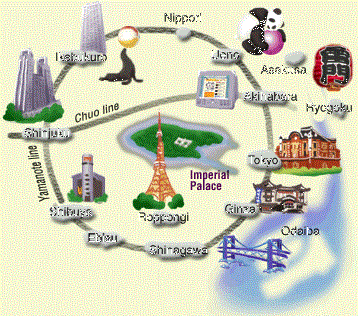 Nippori
Ikebukuro
Ueno
Asakusa
Akihabara
Ryogoku
Chuo line
Shinjuku
Yamanote line
Imperial
Palace
Tokyo
Shibuya
Roppongi
Ginza
Ebisu
Shinagawa
Odaiba